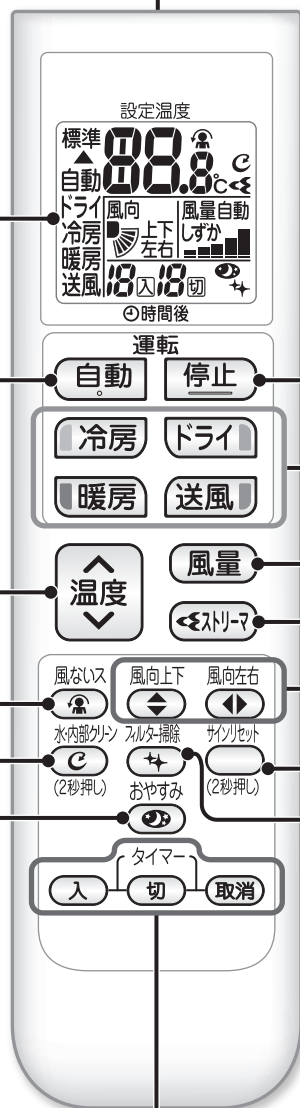 設定温度
標準 88.8℃
自動
ドライ 風向 風量自動
冷房 上下 しずか
暖房 左右
送風 18入18切
時間後
運転
自動 停止
冷房 ドライ
暖房 送風
温度 風量
ストリーマ
風ないス 風向上下 風向左右
水内部クリーン フィルター掃除 サインリセット
(2秒押し) (2秒押し)
おやすみ
タイマー
入 切 取消